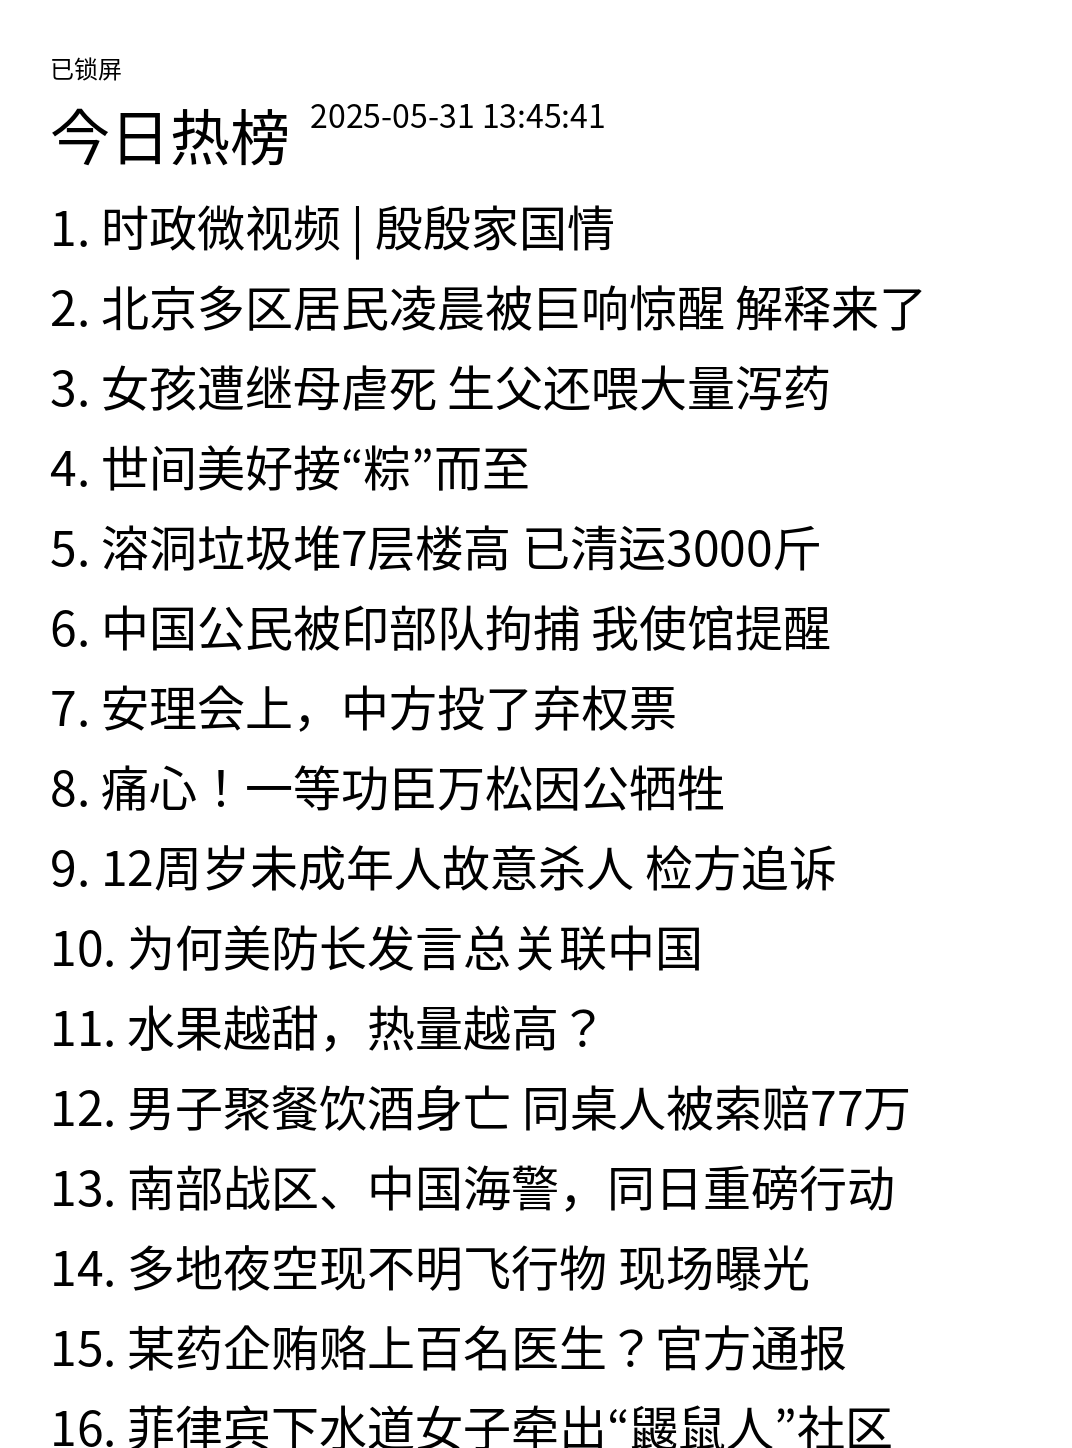 已锁屏
今日热榜 2025-05-31 13:45:41
1. 时政微视频 | 殷殷家国情
2. 北京多区居民凌晨被巨响惊醒 解释来了
3. 女孩遭继母虐死 生父还喂大量泻药
4. 世间美好接“粽”而至
5. 溶洞垃圾堆7层楼高 已清运3000斤
6. 中国公民被印部队拘捕 我使馆提醒
7. 安理会上，中方投了弃权票
8. 痛心！一等功臣万松因公牺牲
9. 12周岁未成年人故意杀人 检方追诉
10. 为何美防长发言总关联中国
11. 水果越甜，热量越高？
12. 男子聚餐饮酒身亡 同桌人被索赔77万
13. 南部战区、中国海警，同日重磅行动
14. 多地夜空现不明飞行物 现场曝光
15. 某药企贿赂上百名医生？官方通报
16. 菲律宾下水道女子牵出“鼹鼠人”社区